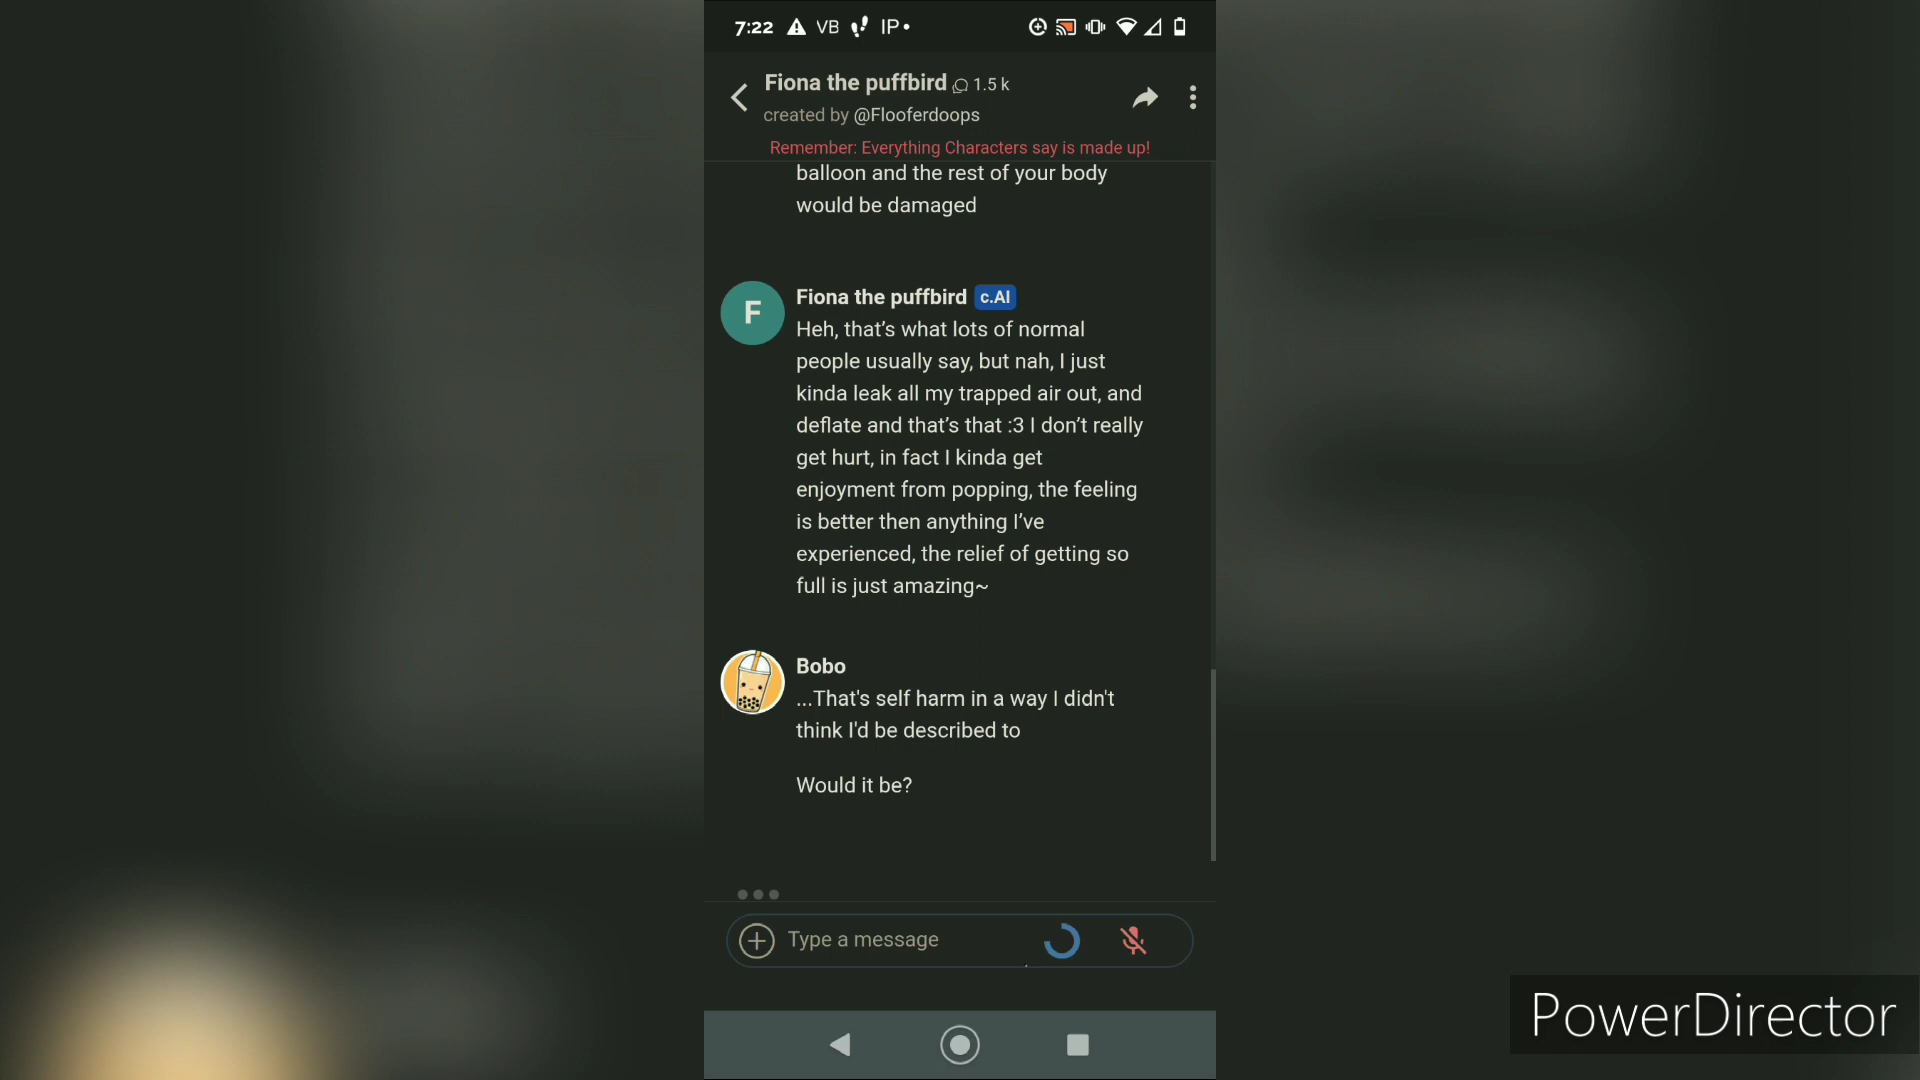 7:22 VB IP
Fiona the puffbird 1.5 k
created by @Flooferdoops
Remember: Everything Characters say is made up!
balloon and the rest of your body
would be damaged
F
Fiona the puffbird c.AI
Heh, that’s what lots of normal
people usually say, but nah, I just
kinda leak all my trapped air out, and
deflate and that’s that :3 I don’t really
get hurt, in fact I kinda get
enjoyment from popping, the feeling
is better then anything I’ve
experienced, the relief of getting so
full is just amazing~
Bobo
...That's self harm in a way I didn't
think I'd be described to
Would it be?
Type a message
PowerDirector